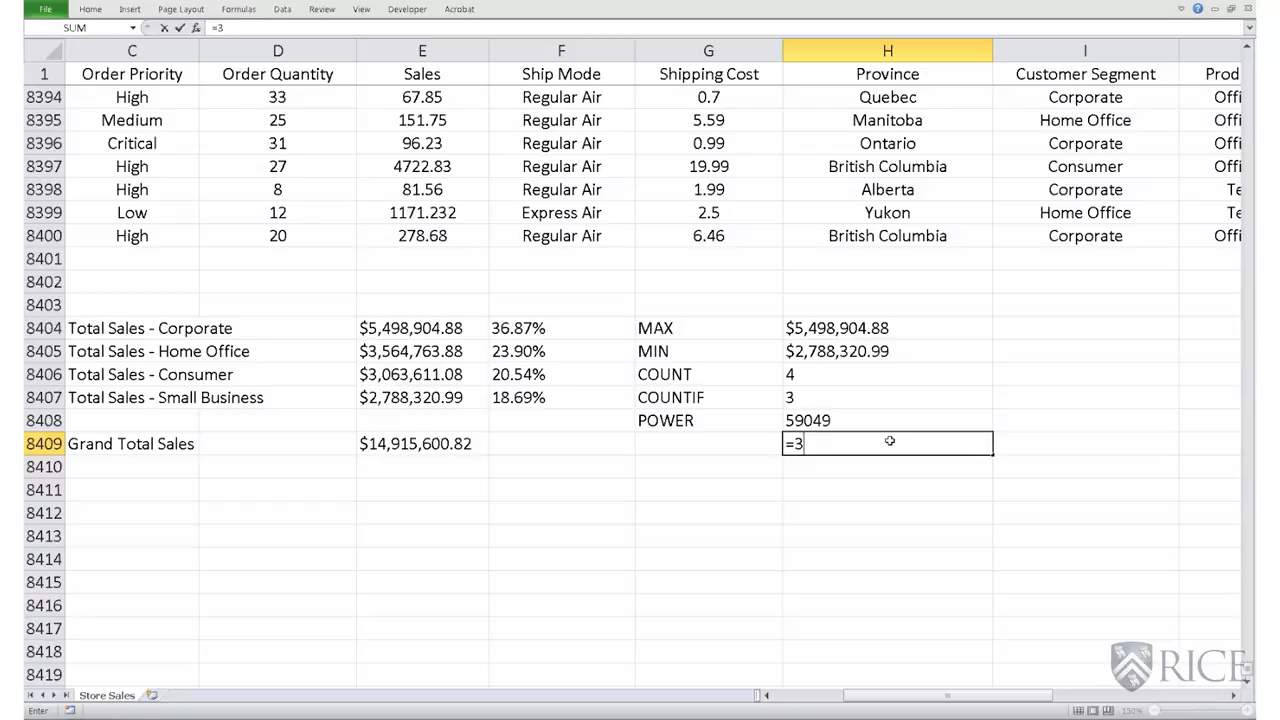 File Home Insert Page Layout Formulas Data Review View Developer Acrobat
SUM =3
C D E F G H I
1 Order Priority Order Quantity Sales Ship Mode Shipping Cost Province Customer Segment Prod
8394 High 33 67.85 Regular Air 0.7 Quebec Corporate Offi
8395 Medium 25 151.75 Regular Air 5.59 Manitoba Home Office Offi
8396 Critical 31 96.23 Regular Air 0.99 Ontario Corporate Offi
8397 High 27 4722.83 Regular Air 19.99 British Columbia Consumer Offi
8398 High 8 81.56 Regular Air 1.99 Alberta Corporate Te
8399 Low 12 1171.232 Express Air 2.5 Yukon Home Office Te
8400 High 20 278.68 Regular Air 6.46 British Columbia Corporate Offi
8401
8402
8403
8404 Total Sales - Corporate $5,498,904.88 36.87% MAX $5,498,904.88
8405 Total Sales - Home Office $3,564,763.88 23.90% MIN $2,788,320.99
8406 Total Sales - Consumer $3,063,611.08 20.54% COUNT 4
8407 Total Sales - Small Business $2,788,320.99 18.69% COUNTIF 3
8408 POWER 59049
8409 Grand Total Sales $14,915,600.82 =3
8410
8411
8412
8413
8414
8415
8416
8417
8418
8419
RICE
Store Sales
Enter 150%